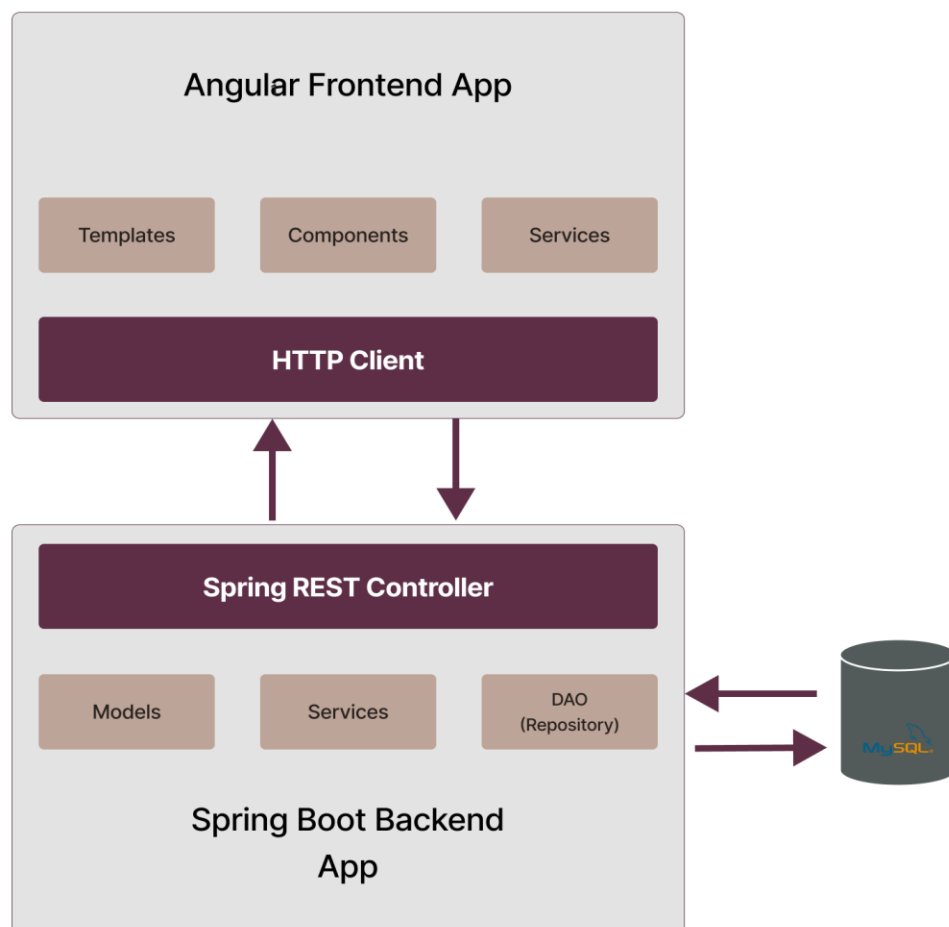 Angular Frontend App
Templates
Components
Services
HTTP Client
Spring REST Controller
Models
Services
DAO
(Repository)
MySQL
Spring Boot Backend
App